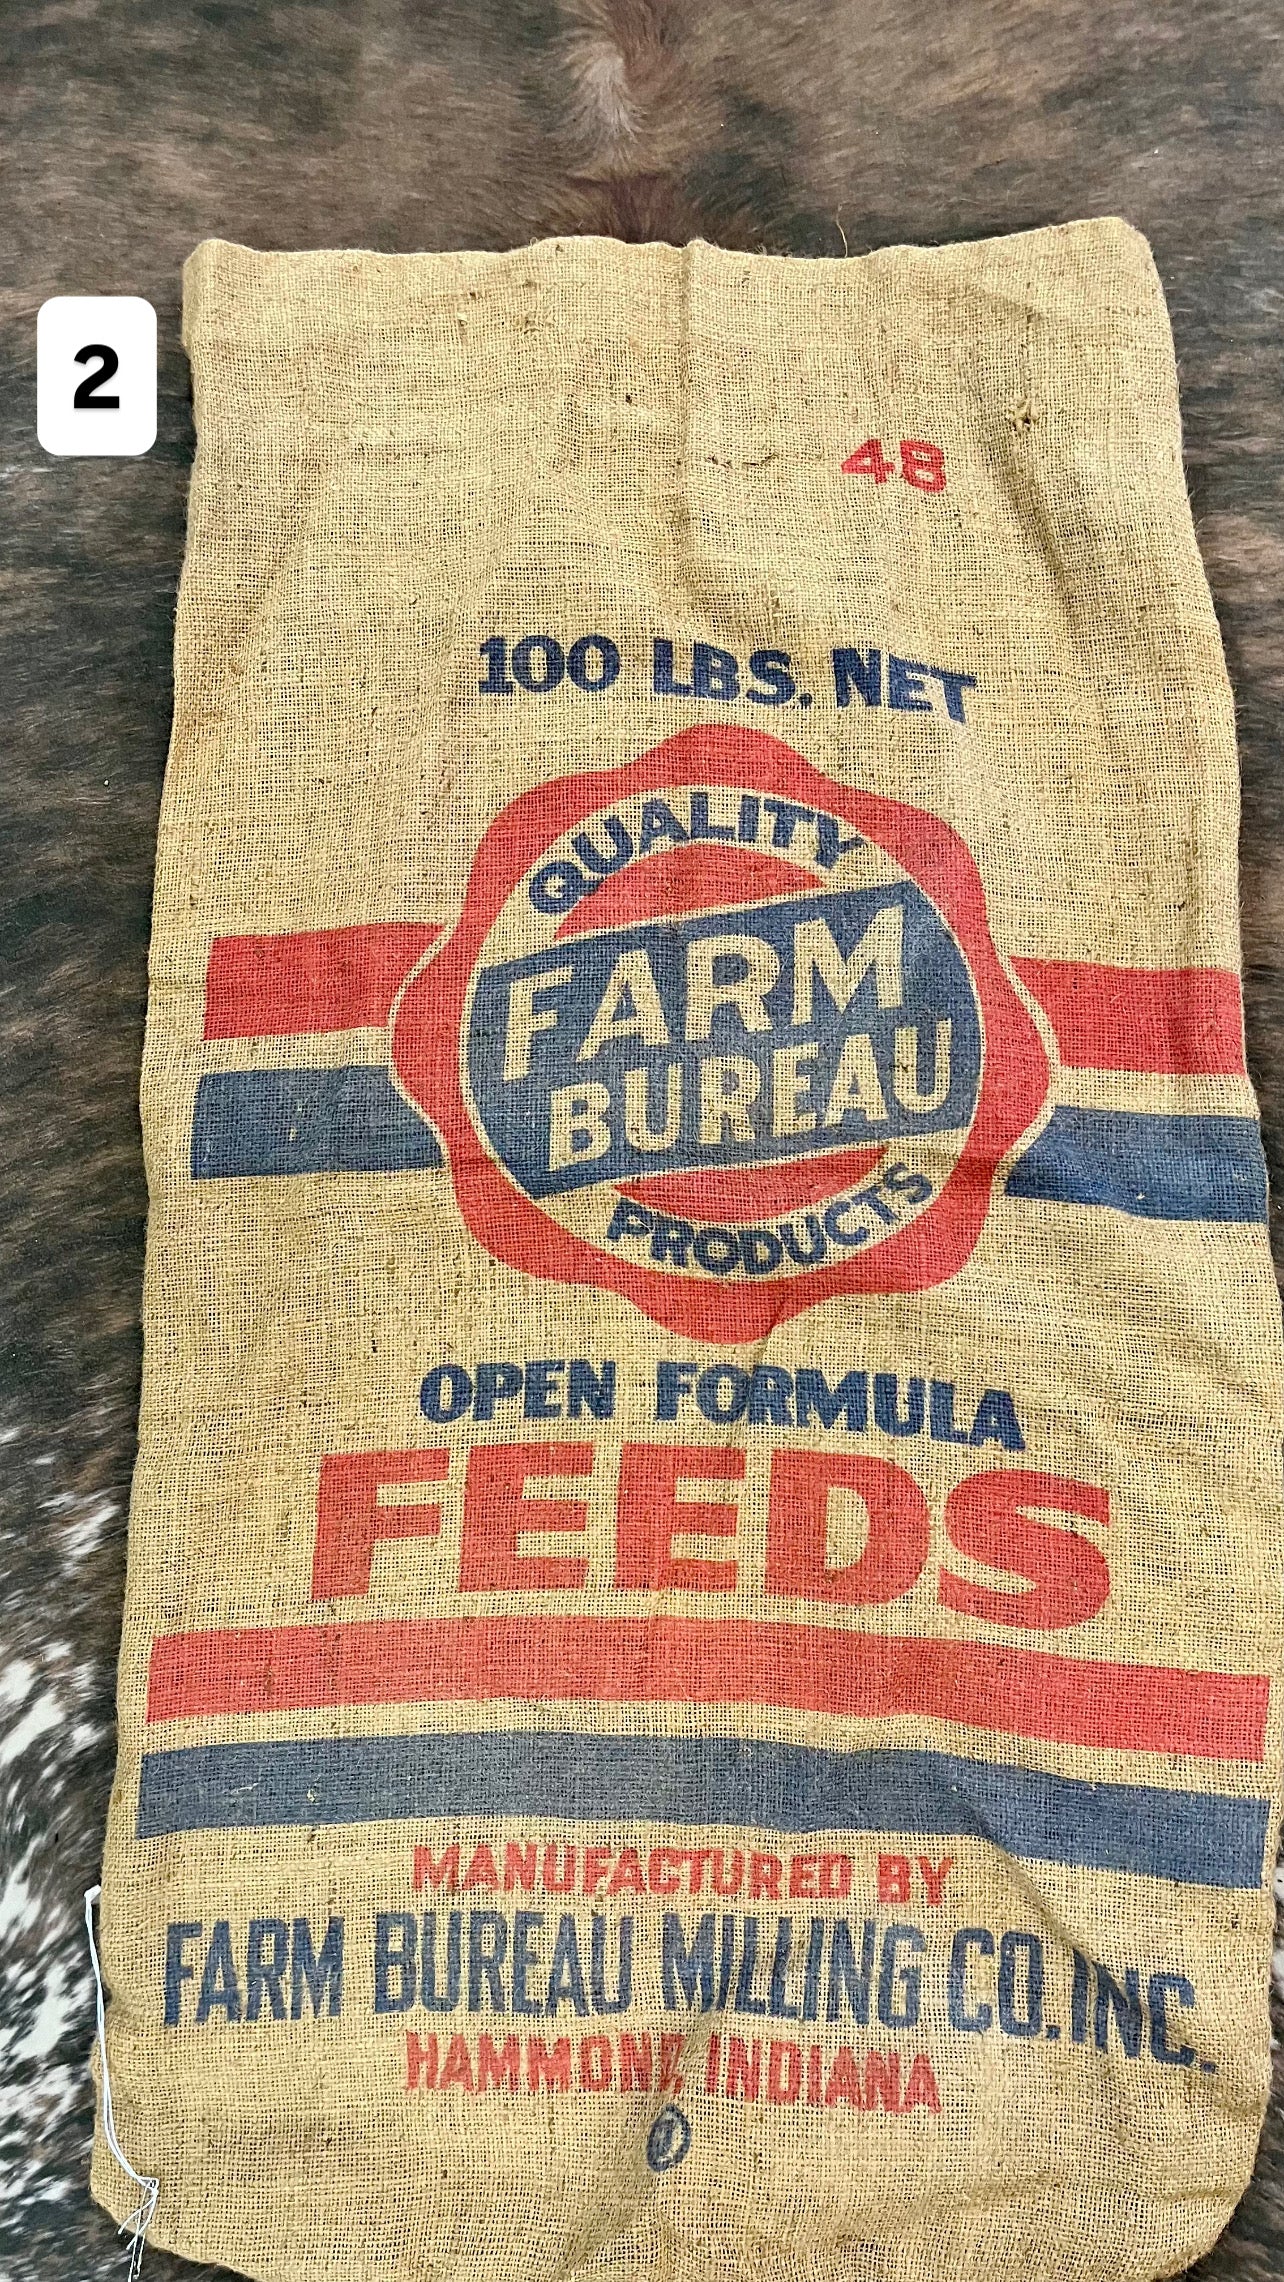 2
48
100 LBS. NET
QUALITY
FARM
BUREAU
PRODUCTS
OPEN FORMULA
FEEDS
MANUFACTURED BY
FARM BUREAU MILLING CO. INC.
HAMMOND, INDIANA